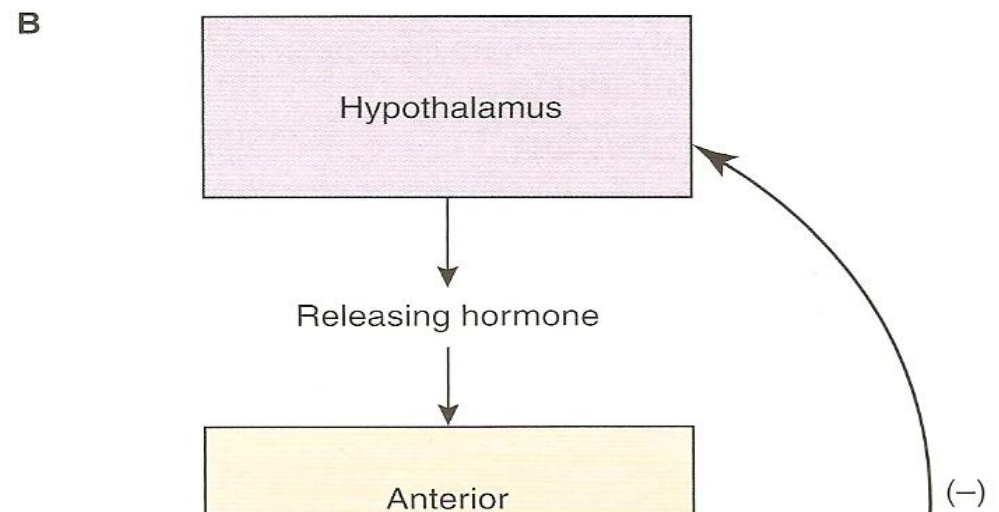 B
Hypothalamus
Releasing hormone
Anterior
(–)